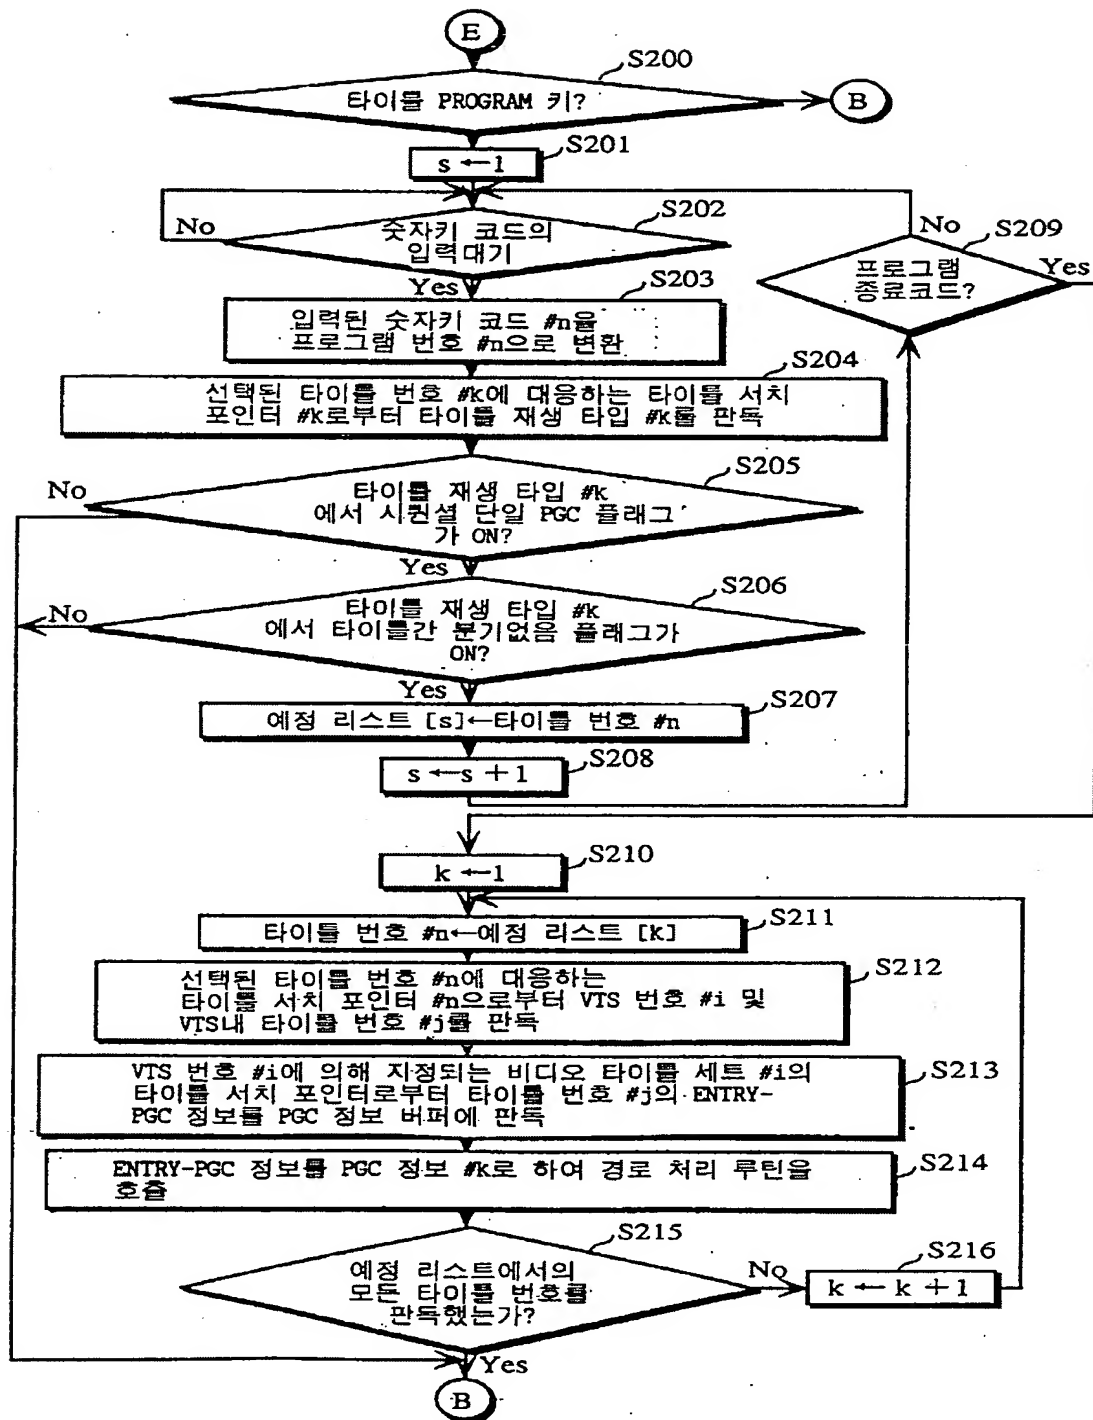 E
S200
타이틀 PROGRAM 키?
B
S201
s ← 1
S202
No
숫자키 코드의
입력대기
Yes
No
S209
프로그램
종료코드?
Yes
S203
입력된 숫자키 코드 #n을
프로그램 번호 #n으로 변환
S204
선택된 타이틀 번호 #k에 대응하는 타이틀 서치
포인터 #k로부터 타이틀 재생 타입 #k를 판독
S205
No
타이틀 재생 타입 #k
에서 시퀀셜 단일 PGC 플래그
가 ON?
Yes
S206
No
타이틀 재생 타입 #k
에서 타이틀간 분기없음 플래그가
ON?
Yes
S207
예정 리스트 [s]←타이틀 번호 #n
S208
s ← s + 1
S210
k ← 1
S211
타이틀 번호 #n←예정 리스트 [k]
S212
선택된 타이틀 번호 #n에 대응하는
타이틀 서치 포인터 #n으로부터 VTS 번호 #i 및
VTS내 타이틀 번호 #j를 판독
S213
VTS 번호 #i에 의해 지정되는 비디오 타이틀 세트 #i의
타이틀 서치 포인터로부터 타이틀 번호 #j의 ENTRY-
PGC 정보를 PGC 정보 버퍼에 판독
S214
ENTRY-PGC 정보를 PGC 정보 #k로 하여 경로 처리 루틴을
호출
S215
예정 리스트에서의
모든 타이틀 번호를
판독했는가?
No
S216
k ← k + 1
Yes
B